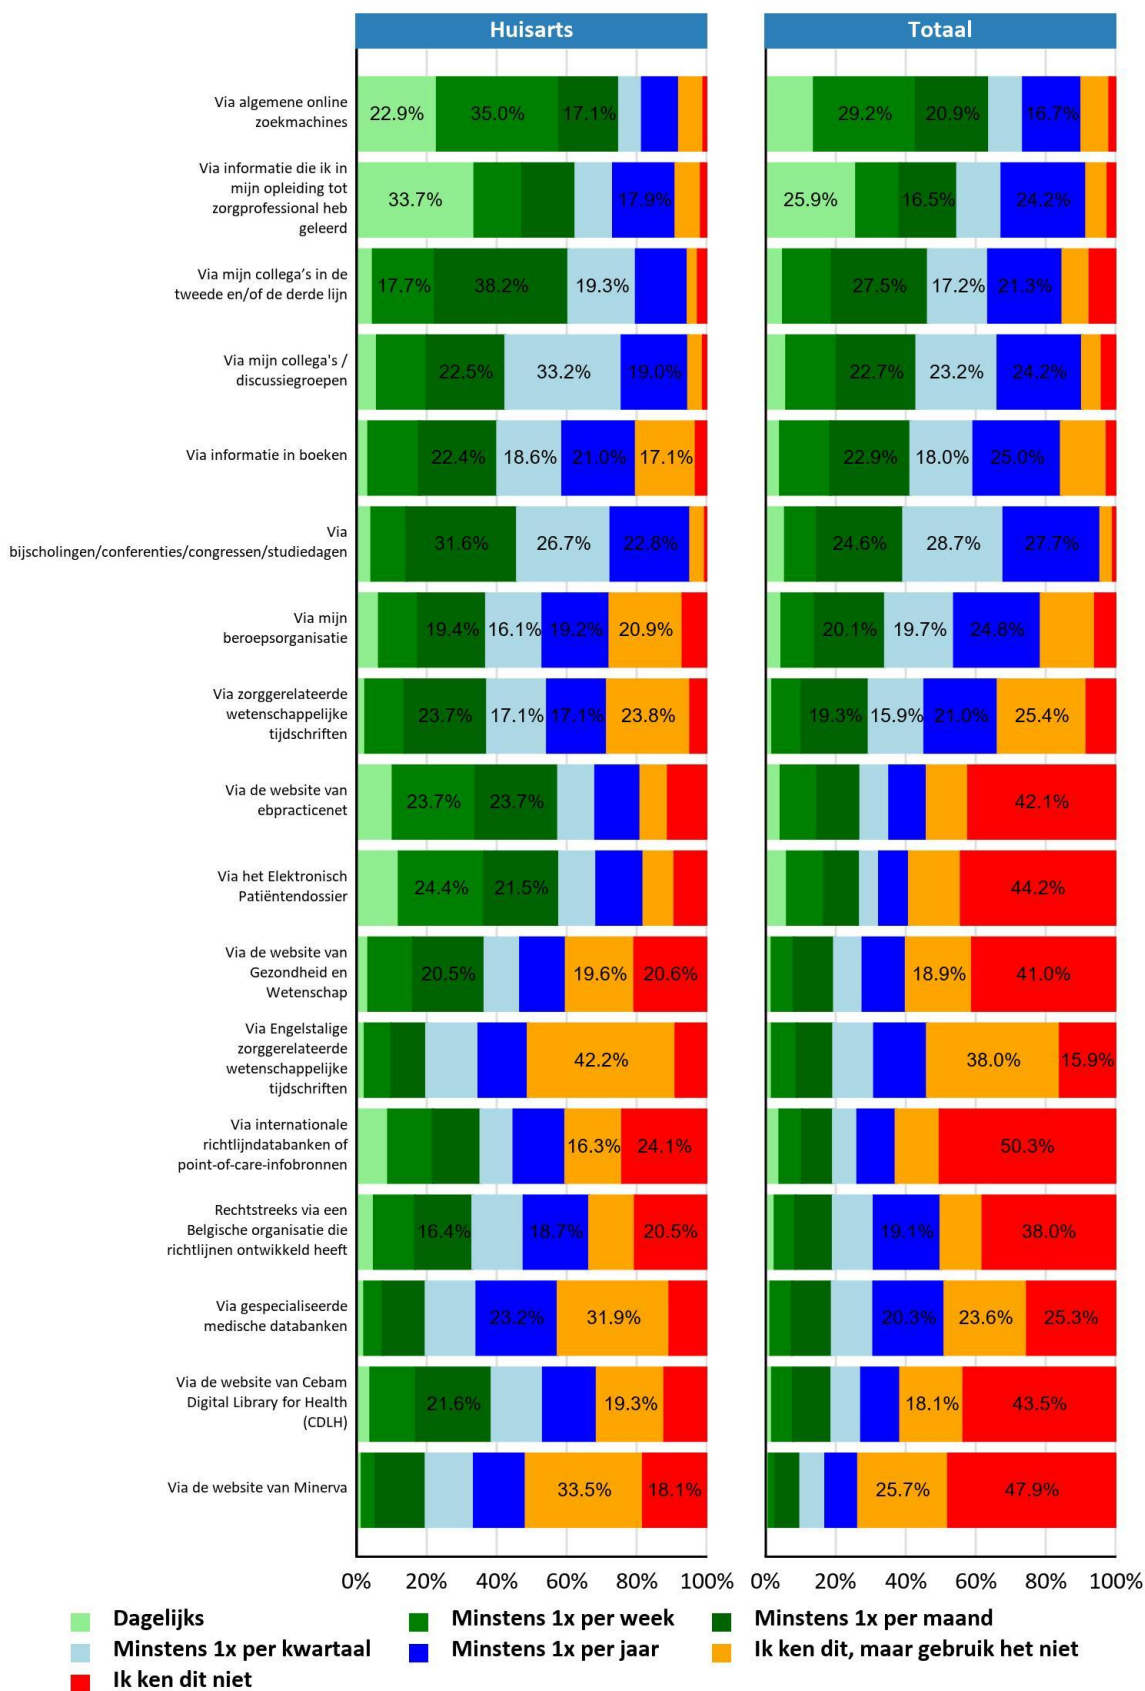 Huisarts
Totaal
Via algemene online
zoekmachines
22.9% 35.0% 17.1%
29.2% 20.9% 16.7%
Via informatie die ik in
mijn opleiding tot
zorgprofessional heb
geleerd
33.7% 17.9%
25.9% 16.5% 24.2%
Via mijn collega’s in de
tweede en/of de derde lijn
17.7% 38.2% 19.3%
27.5% 17.2% 21.3%
Via mijn collega's /
discussiegroepen
22.5% 33.2% 19.0%
22.7% 23.2% 24.2%
Via informatie in boeken
22.4% 18.6% 21.0% 17.1%
22.9% 18.0% 25.0%
Via
bijscholingen/conferenties/congressen/studiedagen
31.6% 26.7% 22.8%
24.6% 28.7% 27.7%
Via mijn
beroepsorganisatie
19.4% 16.1% 19.2% 20.9%
20.1% 19.7% 24.8%
Via zorggerelateerde
wetenschappelijke
tijdschriften
23.7% 17.1% 17.1% 23.8%
19.3% 15.9% 21.0% 25.4%
Via de website van
ebpracticenet
23.7% 23.7%
42.1%
Via het Elektronisch
Patiëntendossier
24.4% 21.5%
44.2%
Via de website van
Gezondheid en
Wetenschap
20.5% 19.6% 20.6%
18.9% 41.0%
Via Engelstalige
zorggerelateerde
wetenschappelijke
tijdschriften
42.2%
38.0% 15.9%
Via internationale
richtlijndatabanken of
point-of-care-infobronnen
16.3% 24.1%
50.3%
Rechtstreeks via een
Belgische organisatie die
richtlijnen ontwikkeld heeft
16.4% 18.7% 20.5%
19.1% 38.0%
Via gespecialiseerde
medische databanken
23.2% 31.9%
20.3% 23.6% 25.3%
Via de website van Cebam
Digital Library for Health
(CDLH)
21.6% 19.3%
18.1% 43.5%
Via de website van Minerva
33.5% 18.1%
25.7% 47.9%
0% 20% 40% 60% 80% 100%
0% 20% 40% 60% 80% 100%
Dagelijks
Minstens 1x per week
Minstens 1x per maand
Minstens 1x per kwartaal
Minstens 1x per jaar
Ik ken dit, maar gebruik het niet
Ik ken dit niet